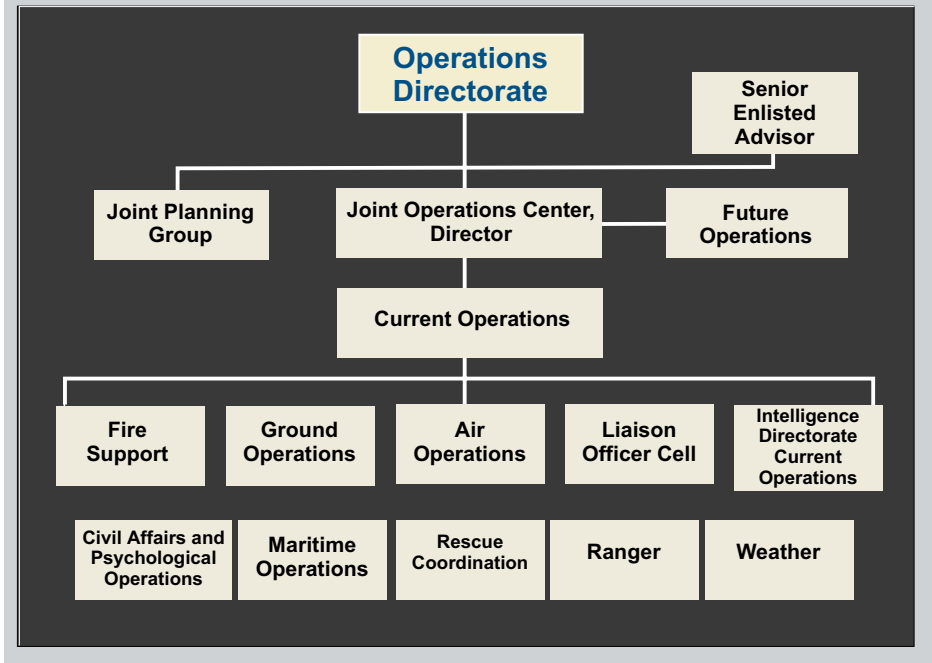 Operations
Directorate
Senior
Enlisted
Advisor
Joint Planning
Group
Joint Operations Center,
Director
Future
Operations
Current Operations
Fire
Support
Ground
Operations
Air
Operations
Liaison
Officer Cell
Intelligence
Directorate
Current
Operations
Civil Affairs and
Psychological
Operations
Maritime
Operations
Rescue
Coordination
Ranger
Weather